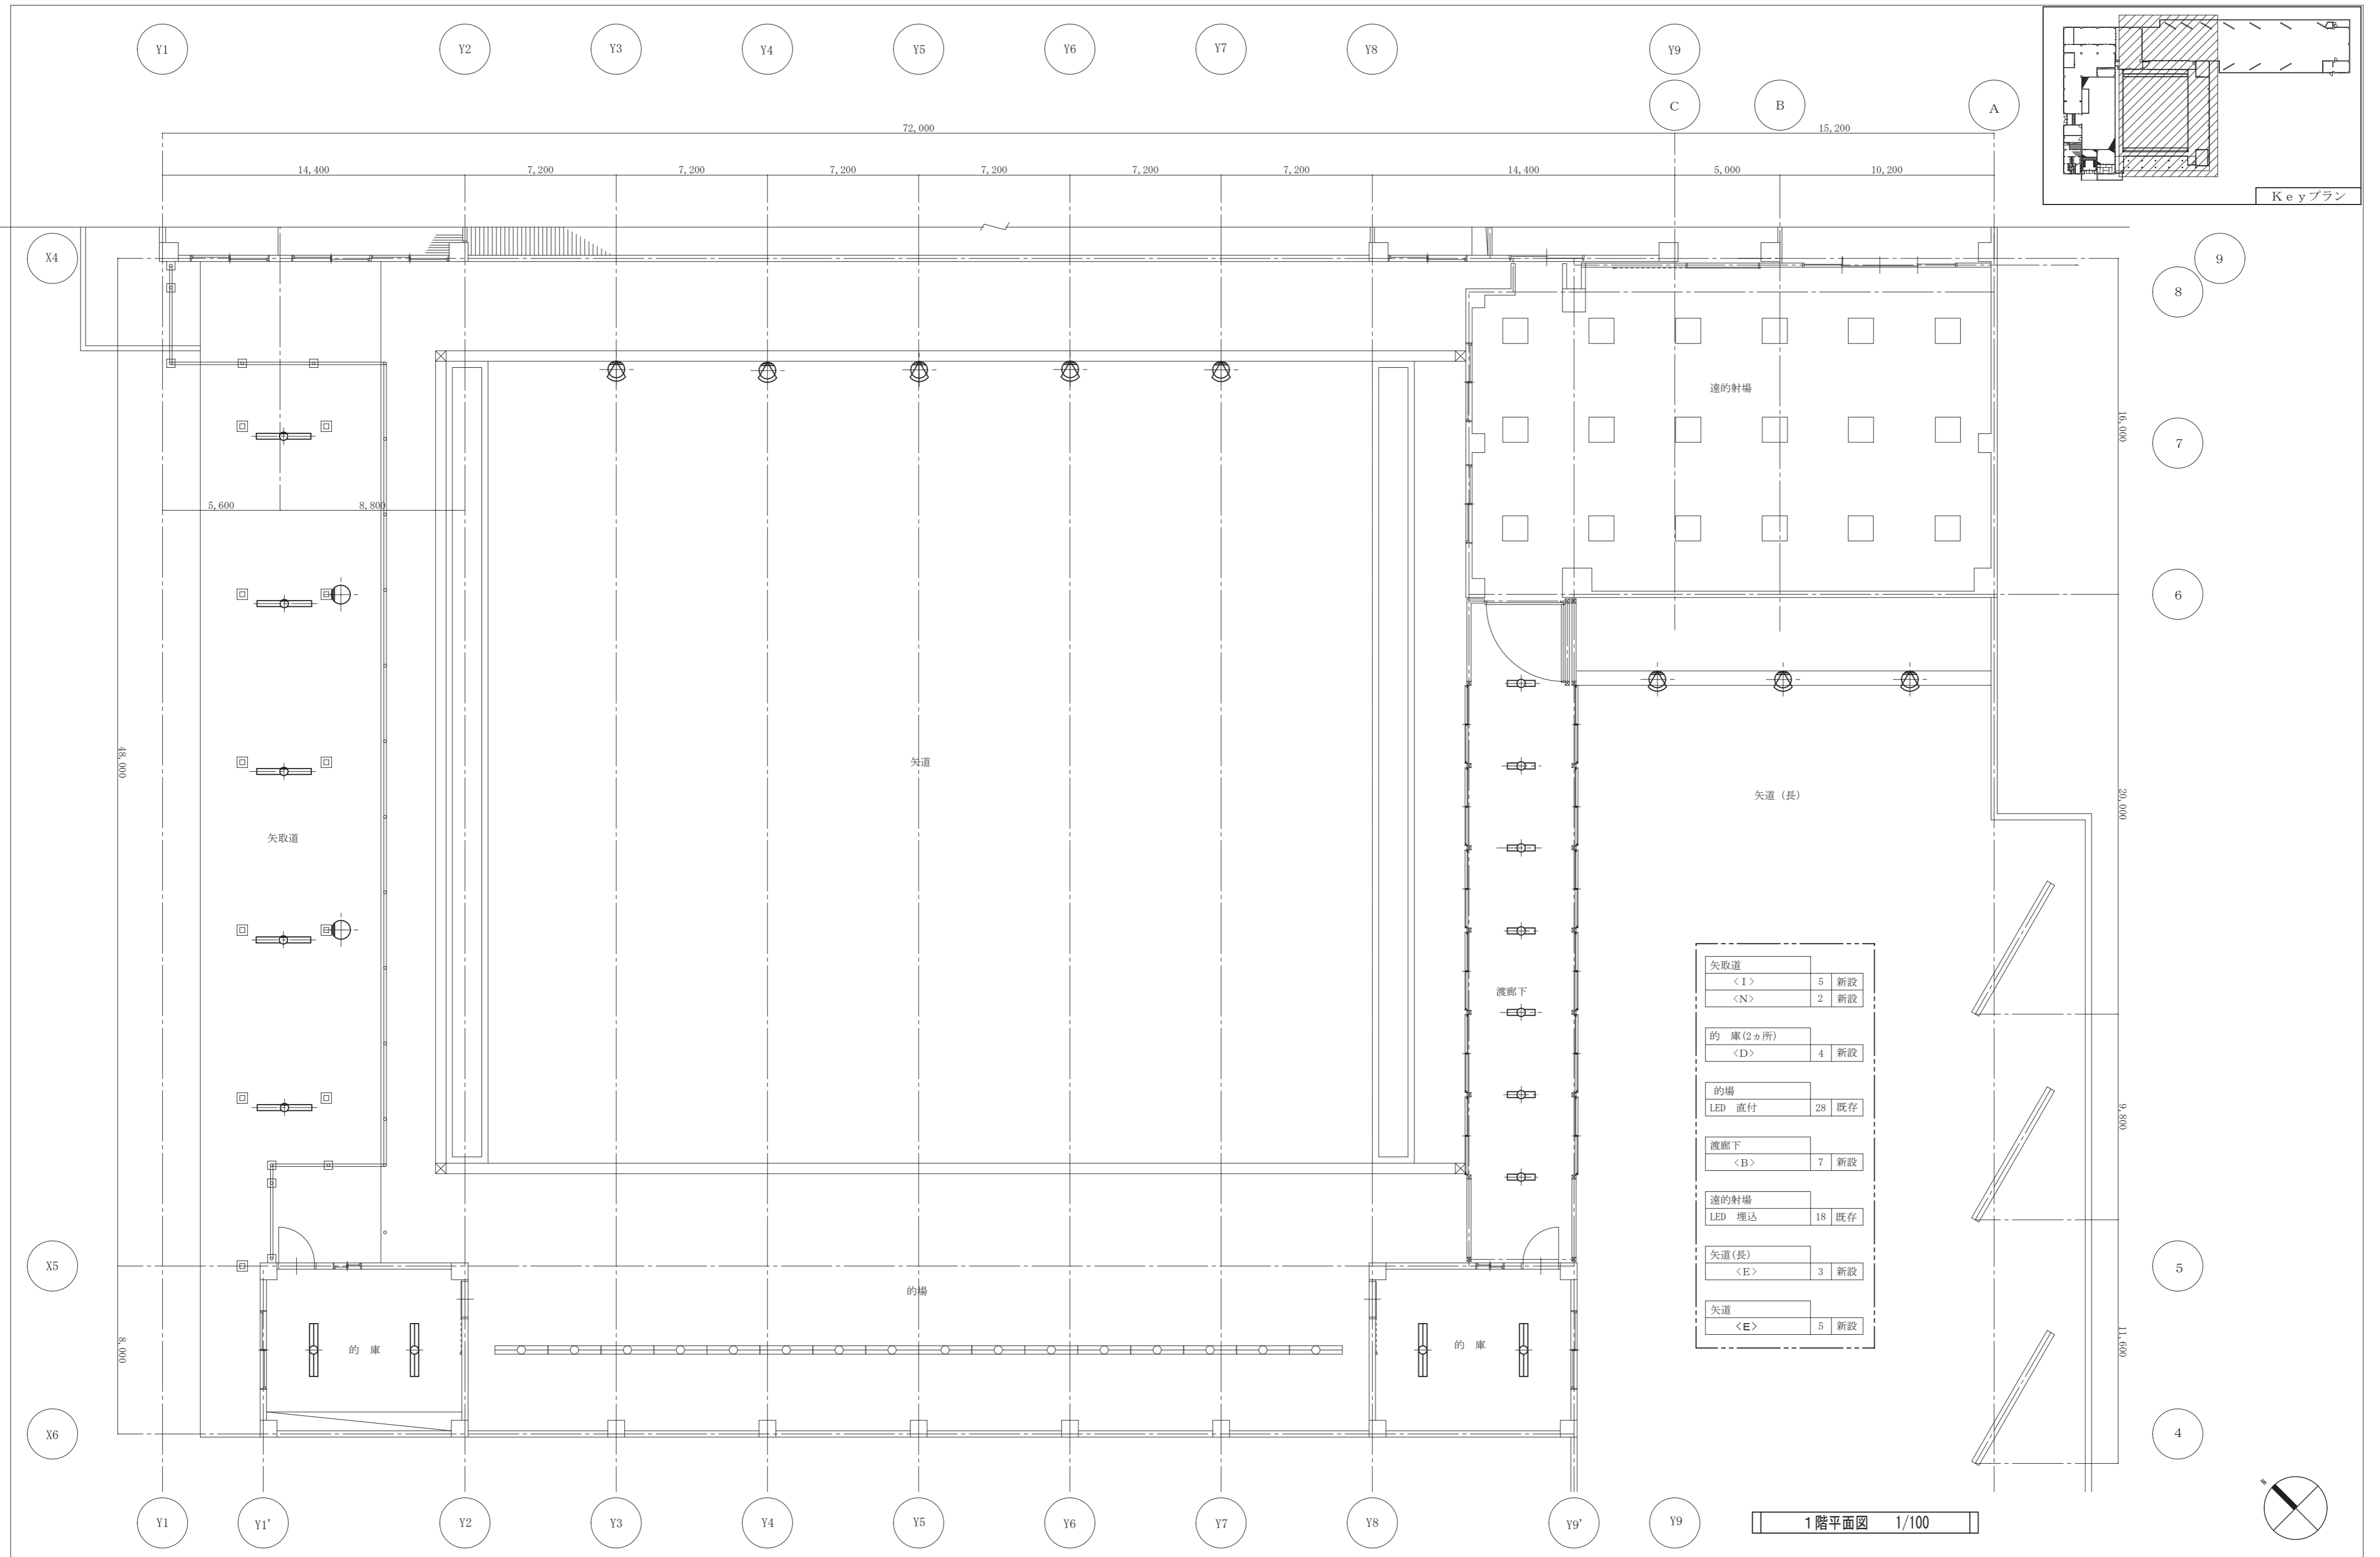 Y1 Y2 Y3 Y4 Y5 Y6 Y7 Y8 Y9
C B A
72,000 15,200
14,400 7,200 7,200 7,200 7,200 7,200 7,200 14,400 5,000 10,200
Keyプラン
X4 9
8
遠的射場
16,000
7
5,600 8,800
6
48,000
矢道
矢道（長）
20,000
矢取道
渡廊下
矢取道
＜I＞ 5 新設
＜N＞ 2 新設
的　庫(2ヵ所)
＜D＞ 4 新設
的場
LED　直付 28 既存
渡廊下
＜B＞ 7 新設
遠的射場
LED　埋込 18 既存
矢道(長)
＜E＞ 3 新設
矢道
＜E＞ 5 新設
9,800
X5 5
的場
8,000
的　庫
的　庫
11,600
X6 4
N
Y1 Y1' Y2 Y3 Y4 Y5 Y6 Y7 Y8 Y9' Y9
1階平面図　1/100